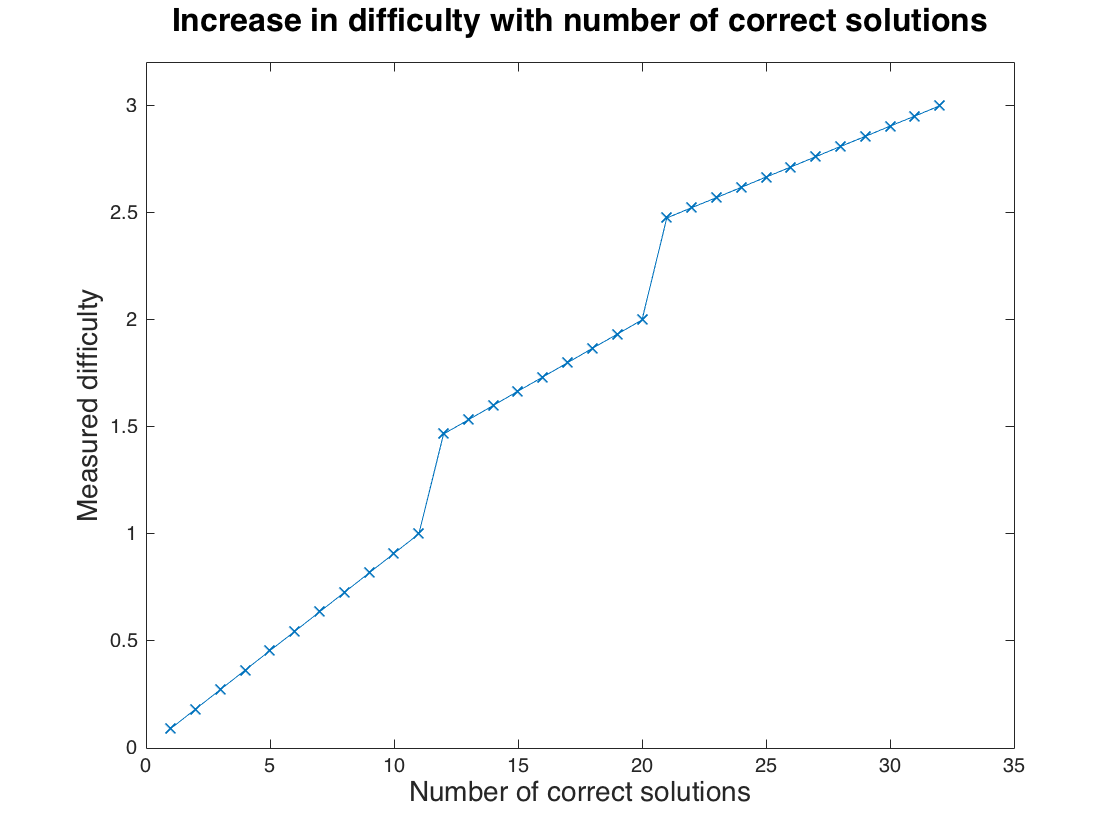 Increase in difficulty with number of correct solutions
3
2.5
2
1.5
1
0.5
0
Measured difficulty
0 5 10 15 20 25 30 35
Number of correct solutions